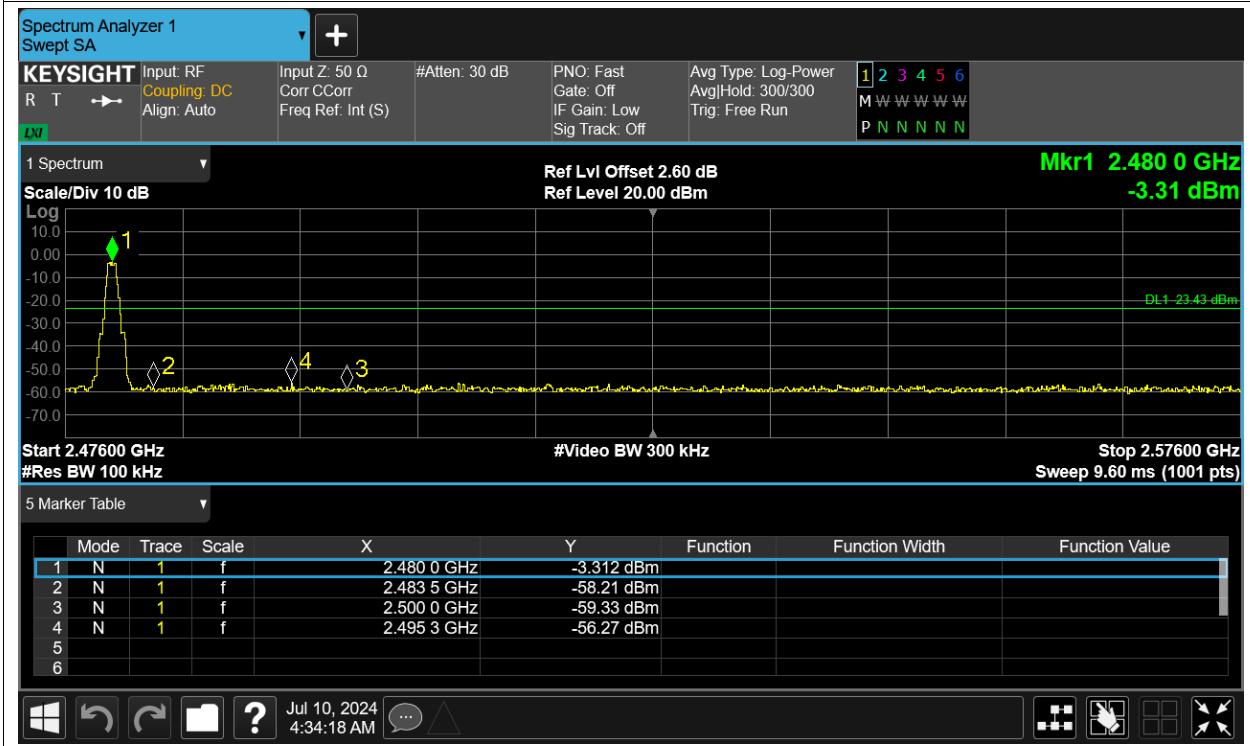 Spectrum Analyzer 1
Swept SA
+
KEYSIGHT Input: RF Input Z: 50 Ω #Atten: 30 dB PNO: Fast Avg Type: Log-Power 1 2 3 4 5 6
R T Coupling: DC Corr CCorr Gate: Off Avg|Hold: 300/300 M W W W W W
Align: Auto Freq Ref: Int (S) IF Gain: Low Trig: Free Run
LXI Sig Track: Off P N N N N N
1 Spectrum Ref Lvl Offset 2.60 dB Mkr1 2.480 0 GHz
Scale/Div 10 dB Ref Level 20.00 dBm -3.31 dBm
Log
10.0
1
0.00
-10.0
-20.0 DL1 -23.43 dBm
-30.0
-40.0
2 4 3
-50.0
-60.0
-70.0
Start 2.47600 GHz #Video BW 300 kHz Stop 2.57600 GHz
#Res BW 100 kHz Sweep 9.60 ms (1001 pts)
5 Marker Table
Mode Trace Scale X Y Function Function Width Function Value
1 N 1 f 2.480 0 GHz -3.312 dBm
2 N 1 f 2.483 5 GHz -58.21 dBm
3 N 1 f 2.500 0 GHz -59.33 dBm
4 N 1 f 2.495 3 GHz -56.27 dBm
5
6
? Jul 10, 2024
4:34:18 AM